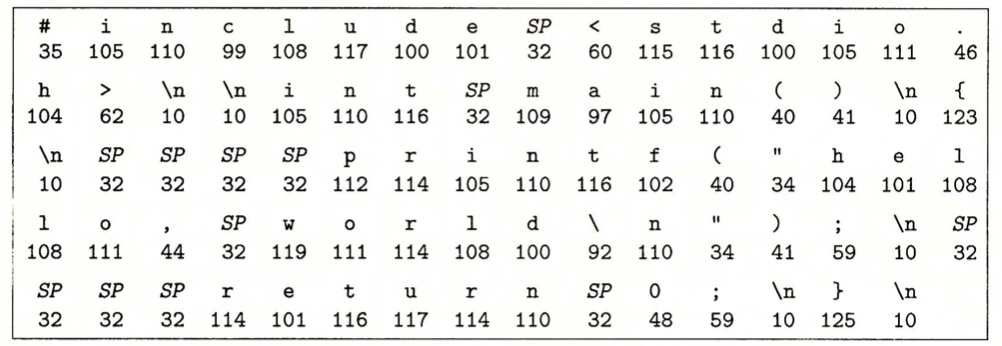 # i n c l u d e SP < s t d i o .
35 105 110 99 108 117 100 101 32 60 115 116 100 105 111 46
h > \n \n i n t SP m a i n ( ) \n {
104 62 10 10 105 110 116 32 109 97 105 110 40 41 10 123
\n SP SP SP SP p r i n t f ( " h e l
10 32 32 32 32 112 114 105 110 116 102 40 34 104 101 108
l o , SP w o r l d \ n " ) ; \n SP
108 111 44 32 119 111 114 108 100 92 110 34 41 59 10 32
SP SP SP r e t u r n SP 0 ; \n } \n
32 32 32 114 101 116 117 114 110 32 48 59 10 125 10